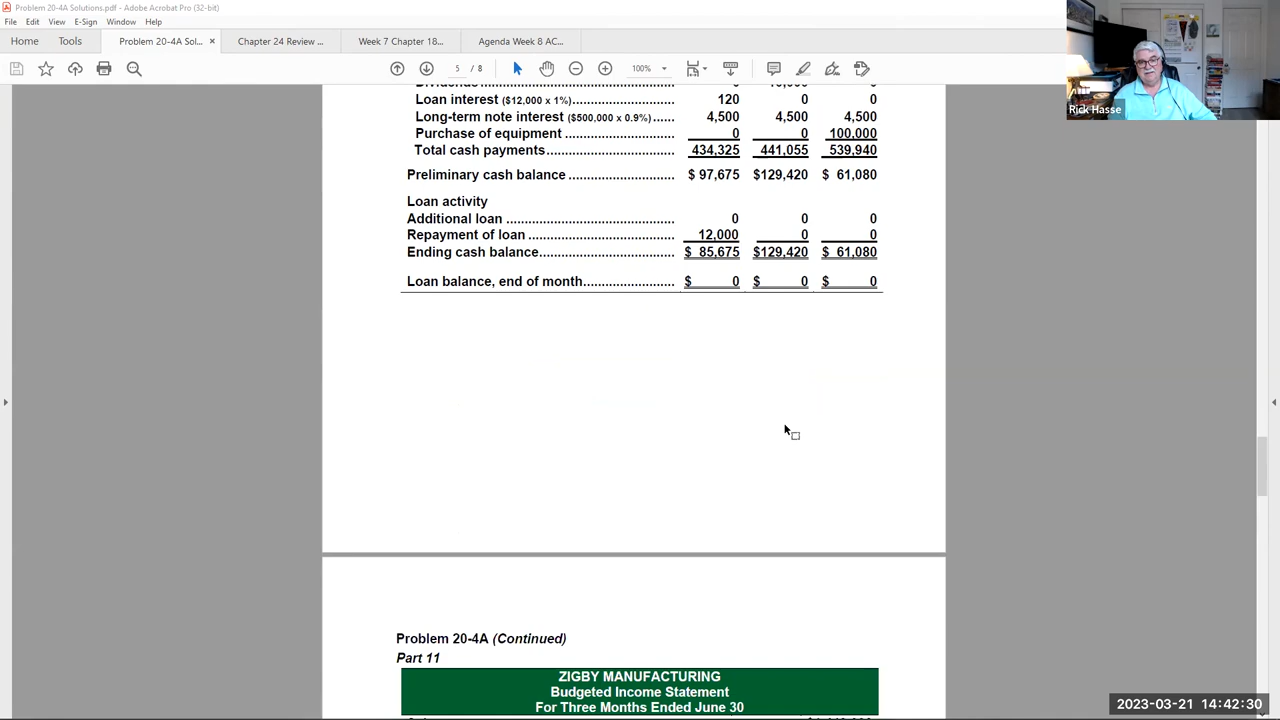 Problem 20-4A Solutions.pdf - Adobe Acrobat Pro (32-bit)
File Edit View E-Sign Window Help
Home Tools Problem 20-4A Sol... × Chapter 24 Review ... Week 7 Chapter 18... Agenda Week 8 AC...
5 / 8 100%
Rick Hasse
Loan interest ($12,000 x 1%)............................ 120 0 0
Long-term note interest ($500,000 x 0.9%)...... 4,500 4,500 4,500
Purchase of equipment .............................. 0 0 100,000
Total cash payments................................... 434,325 441,055 539,940
Preliminary cash balance ............................. $ 97,675 $129,420 $ 61,080
Loan activity
Additional loan ............................................. 0 0 0
Repayment of loan ...................................... 12,000 0 0
Ending cash balance.................................... $ 85,675 $129,420 $ 61,080
Loan balance, end of month......................... $ 0 $ 0 $ 0
Problem 20-4A (Continued)
Part 11
ZIGBY MANUFACTURING
Budgeted Income Statement
For Three Months Ended June 30
2023-03-21 14:42:30